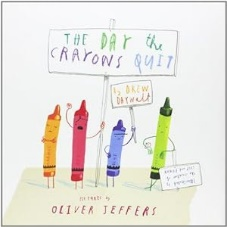 THE DAY the
CRAYONS QUIT
by DREW
DAYWALT
PICTURES by
OLIVER JEFFERS